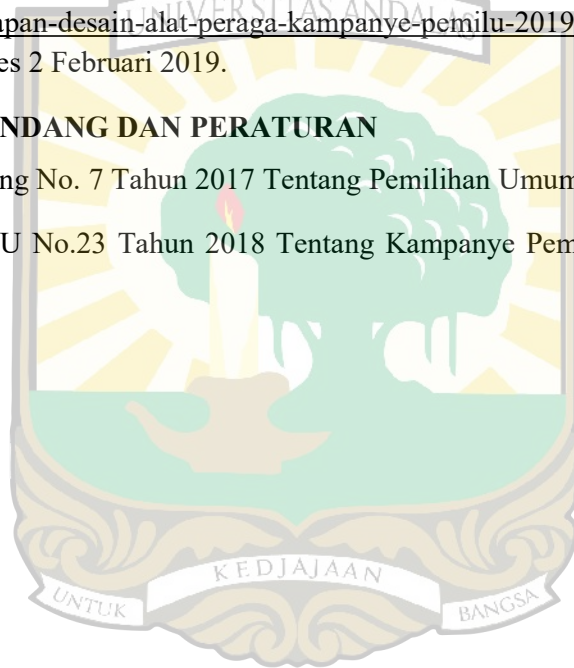 apan-desain-alat-peraga-kampanye-pemilu-2019
UNIVERSITAS ANDALAS
es 2 Februari 2019.
NDANG DAN PERATURAN
ng No. 7 Tahun 2017 Tentang Pemilihan Umum
U No.23 Tahun 2018 Tentang Kampanye Pem
KEDJAJAAN
UNTUK
BANGSA